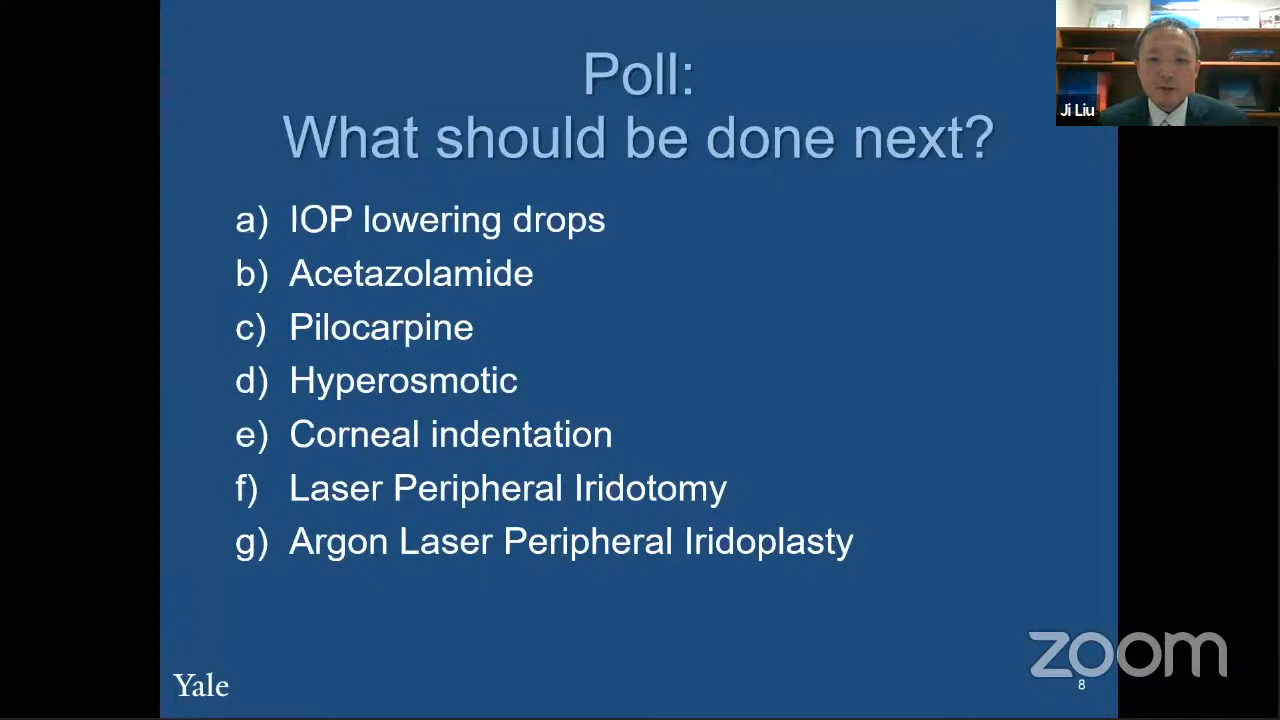 Poll:
What should be done next?
a) IOP lowering drops
b) Acetazolamide
c) Pilocarpine
d) Hyperosmotic
e) Corneal indentation
f) Laser Peripheral Iridotomy
g) Argon Laser Peripheral Iridoplasty
Ji Liu
Yale
zoom
8